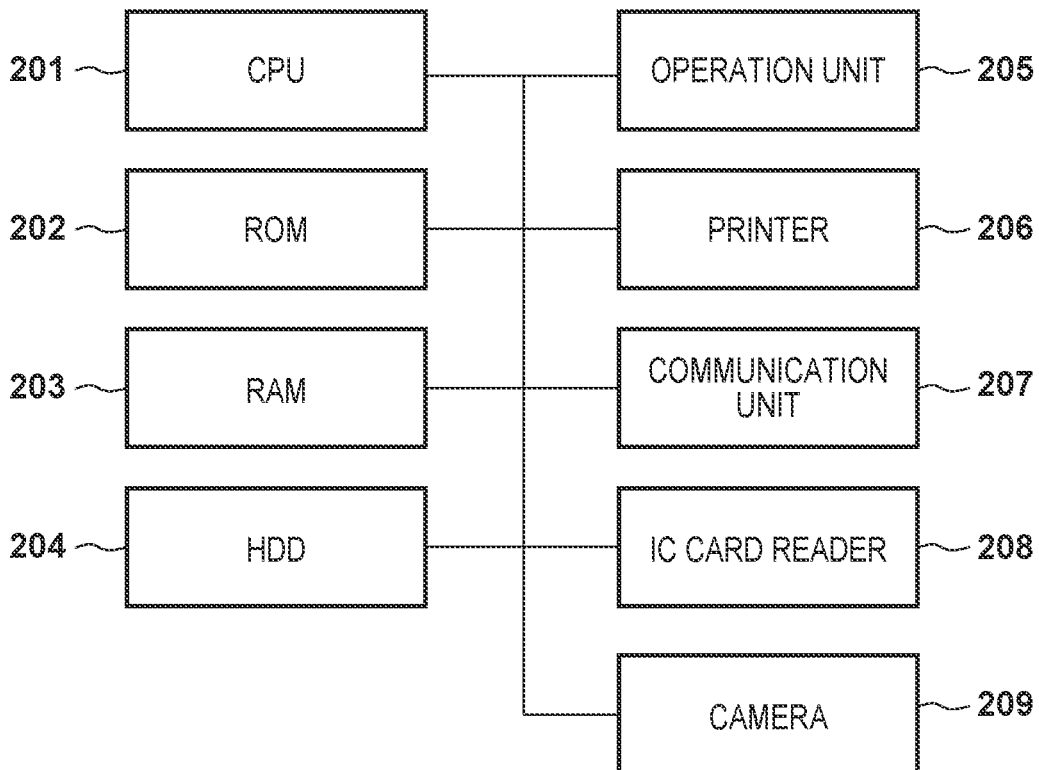 201 CPU OPERATION UNIT 205
202 ROM PRINTER 206
203 RAM COMMUNICATION UNIT 207
204 HDD IC CARD READER 208
CAMERA 209